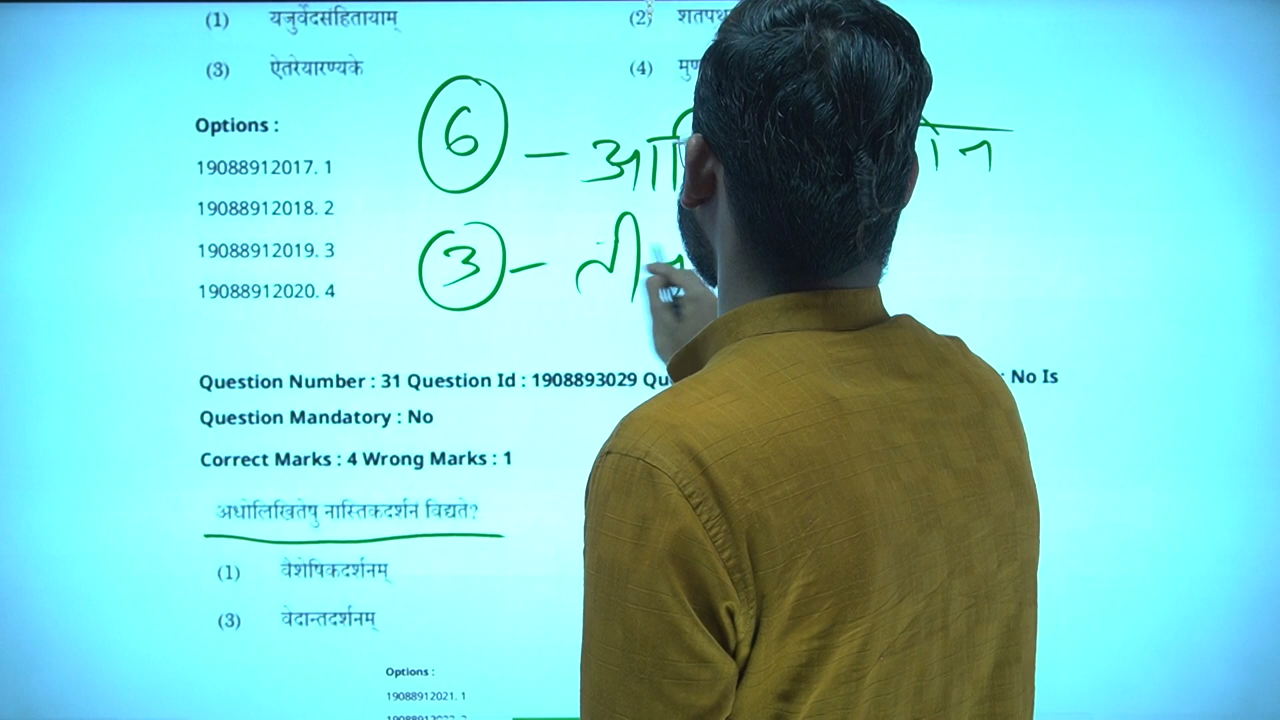 (1) यजुर्वेदसंहितायाम् (2)
(3) ऐतरेयारण्यके (4)
Options :
19088912017. 1
19088912018. 2
19088912019. 3
19088912020. 4
6 -
3 -
Question Number : 31 Question Id : 1908893029 : No Is
Question Mandatory : No
Correct Marks : 4 Wrong Marks : 1
अधोलिखितेषु नास्तिकदर्शनं विद्यते?
(1) वैशेषिकदर्शनम्
(3) वेदान्तदर्शनम्
Options :
19088912021. 1